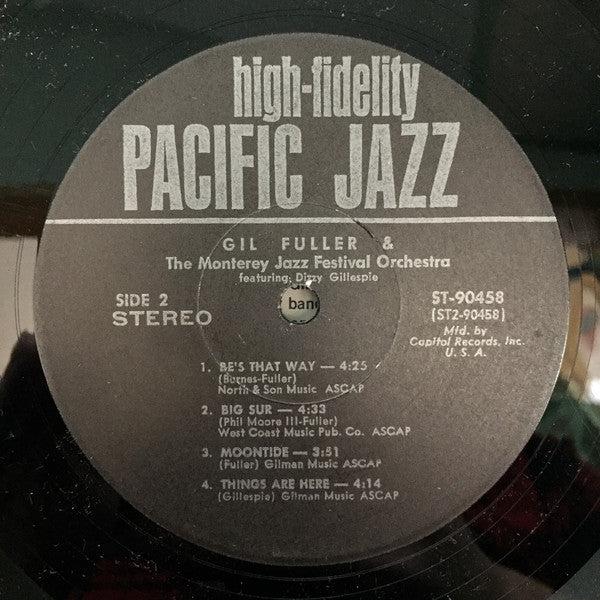 high-fidelity
PACIFIC JAZZ
GIL FULLER &
The Monterey Jazz Festival Orchestra
featuring: Dizzy Gillespie
SIDE 2
STEREO
band
ST-90458
(ST2-90458)
Mfd. by
Capitol Records, Inc.
U. S. A.
1. BE'S THAT WAY — 4:25
(Burnes-Fuller)
North & Son Music ASCAP
2. BIG SUR — 4:33
(Phil Moore III-Fuller)
West Coast Music Pub. Co. ASCAP
3. MOONTIDE — 3:51
(Fuller) Gilman Music ASCAP
4. THINGS ARE HERE — 4:14
(Gillespie) Gilman Music ASCAP